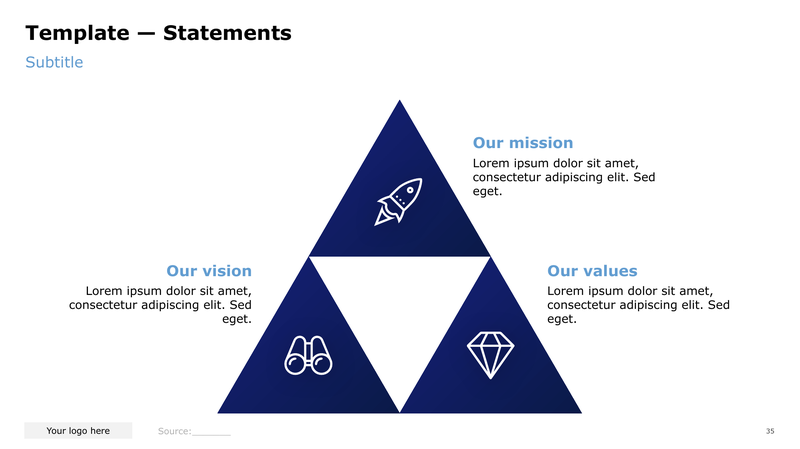 Template — Statements
Subtitle
Our mission
Lorem ipsum dolor sit amet,
consectetur adipiscing elit. Sed
eget.
Our vision
Lorem ipsum dolor sit amet,
consectetur adipiscing elit. Sed
eget.
Our values
Lorem ipsum dolor sit amet,
consectetur adipiscing elit. Sed
eget.
Your logo here
Source:_______
35